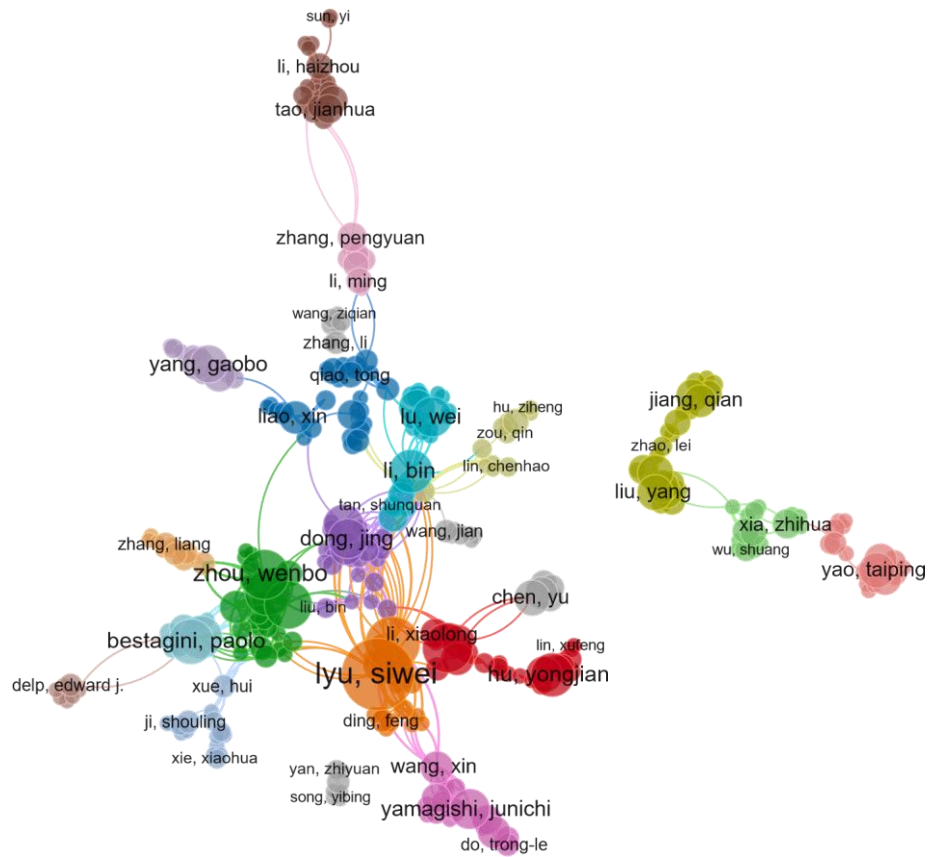 sun, yi
li, haizhou
tao, jianhua
zhang, pengyuan
li, ming
wang, ziqian
zhang, li
yang, gaobo
qiao, tong
liao, xin
lu, wei
hu, ziheng
zou, qin
li, bin
lin, chenhao
tan, shunquan
wang, jian
dong, jing
zhang, liang
zhou, wenbo
liu, bin
chen, yu
bestagini, paolo
li, xiaolong
lin, xufeng
lyu, siwei
hu, yongjian
delp, edward j.
xue, hui
ji, shouling
ding, feng
xie, xiaohua
yan, zhiyuan
song, yibing
wang, xin
yamagishi, junichi
do, trong-le
jiang, qian
zhao, lei
liu, yang
xia, zhihua
wu, shuang
yao, taiping